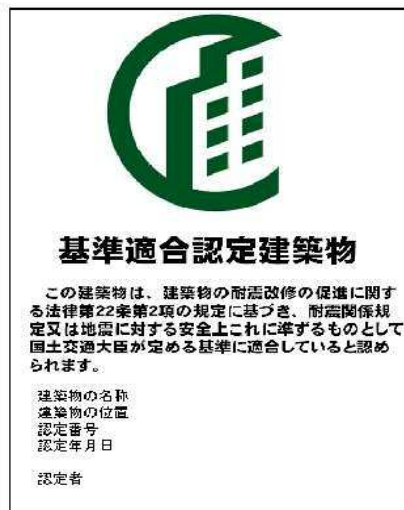 基準適合認定建築物
この建築物は、建築物の耐震改修の促進に関す
る法律第22条第2項の規定に基づき、耐震関係規
定又は地震に対する安全上これに準ずるものとして
国土交通大臣が定める基準に適合していると認め
られます。
建築物の名称
建築物の位置
認定番号
認定年月日
認定者